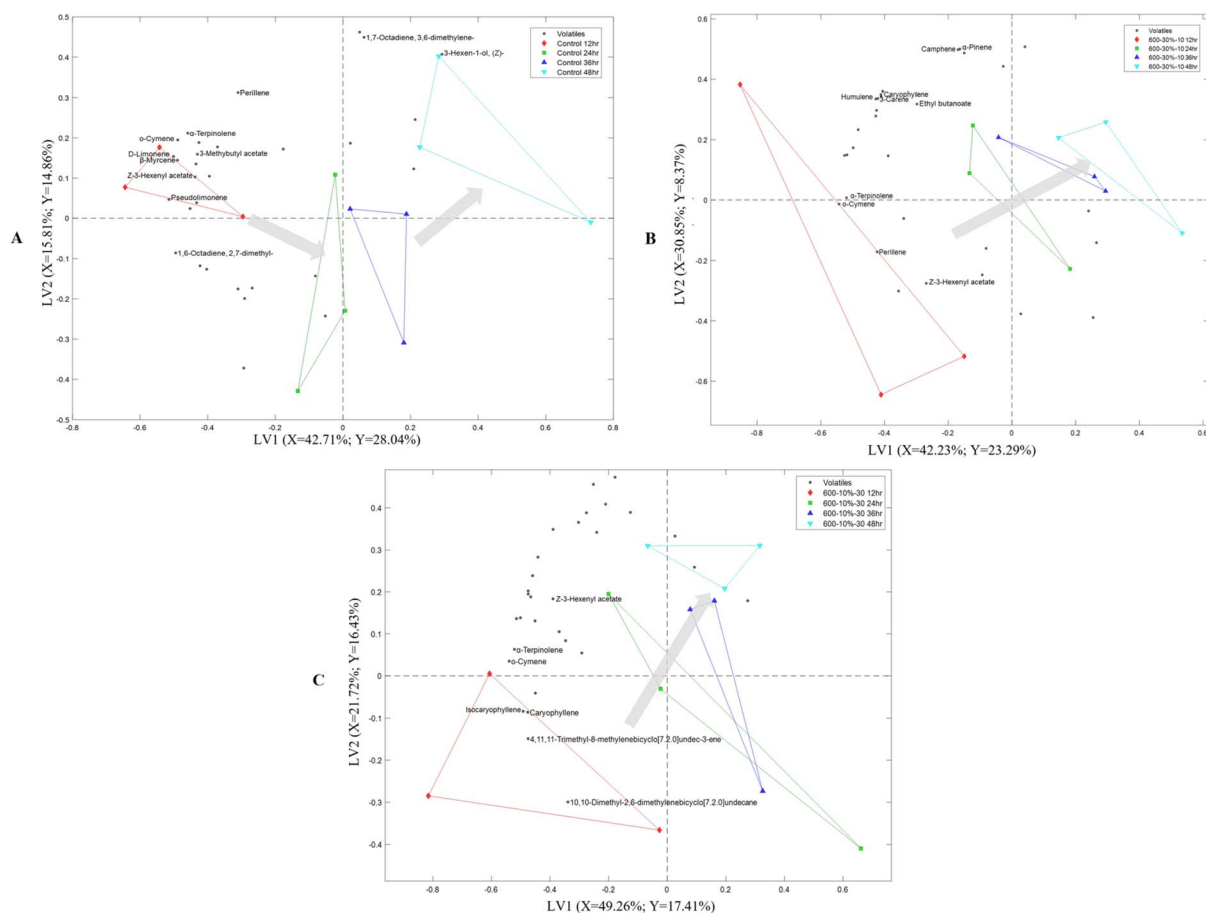 A
LV2 (X=15.81%; Y=14.86%)
0.5
0.4
0.3
0.2
0.1
0
-0.1
-0.2
-0.3
-0.4
-0.5
1,7-Octadiene, 3,6-dimethylene-
3-Hexen-1-ol, (Z)-
Perillene
α-Terpinolene
o-Cymene
D-Limonene
3-Methybutyl acetate
β-Myrcene
Z-3-Hexenyl acetate
Pseudolimonene
1,6-Octadiene, 2,7-dimethyl-
Volatiles
Control 12hr
Control 24hr
Control 36hr
Control 48hr
-0.8 -0.6 -0.4 -0.2 0 0.2 0.4 0.6 0.8
LV1 (X=42.71%; Y=28.04%)
B
LV2 (X=30.85%; Y=8.37%)
0.6
0.4
0.2
0
-0.2
-0.4
-0.6
Camphene
α-Pinene
Humulene
Caryophylene
3-Carene
Ethyl butanoate
α-Terpinolene
o-Cymene
Perillene
Z-3-Hexenyl acetate
Volatiles
600-30%-10 12hr
600-30%-10 24hr
600-30%-10 36hr
600-30%-10 48hr
-0.8 -0.6 -0.4 -0.2 0 0.2 0.4 0.6
LV1 (X=42.23%; Y=23.29%)
C
LV2 (X=21.72%; Y=16.43%)
0.4
0.3
0.2
0.1
0
-0.1
-0.2
-0.3
-0.4
Z-3-Hexenyl acetate
α-Terpinolene
o-Cymene
Isocaryophyllene
Caryophyllene
4,11,11-Trimethyl-8-methylenebicyclo[7.2.0]undec-3-ene
10,10-Dimethyl-2,6-dimethylenebicyclo[7.2.0]undecane
Volatiles
600-10%-30 12hr
600-10%-30 24hr
600-10%-30 36hr
600-10%-30 48hr
-0.8 -0.6 -0.4 -0.2 0 0.2 0.4 0.6
LV1 (X=49.26%; Y=17.41%)